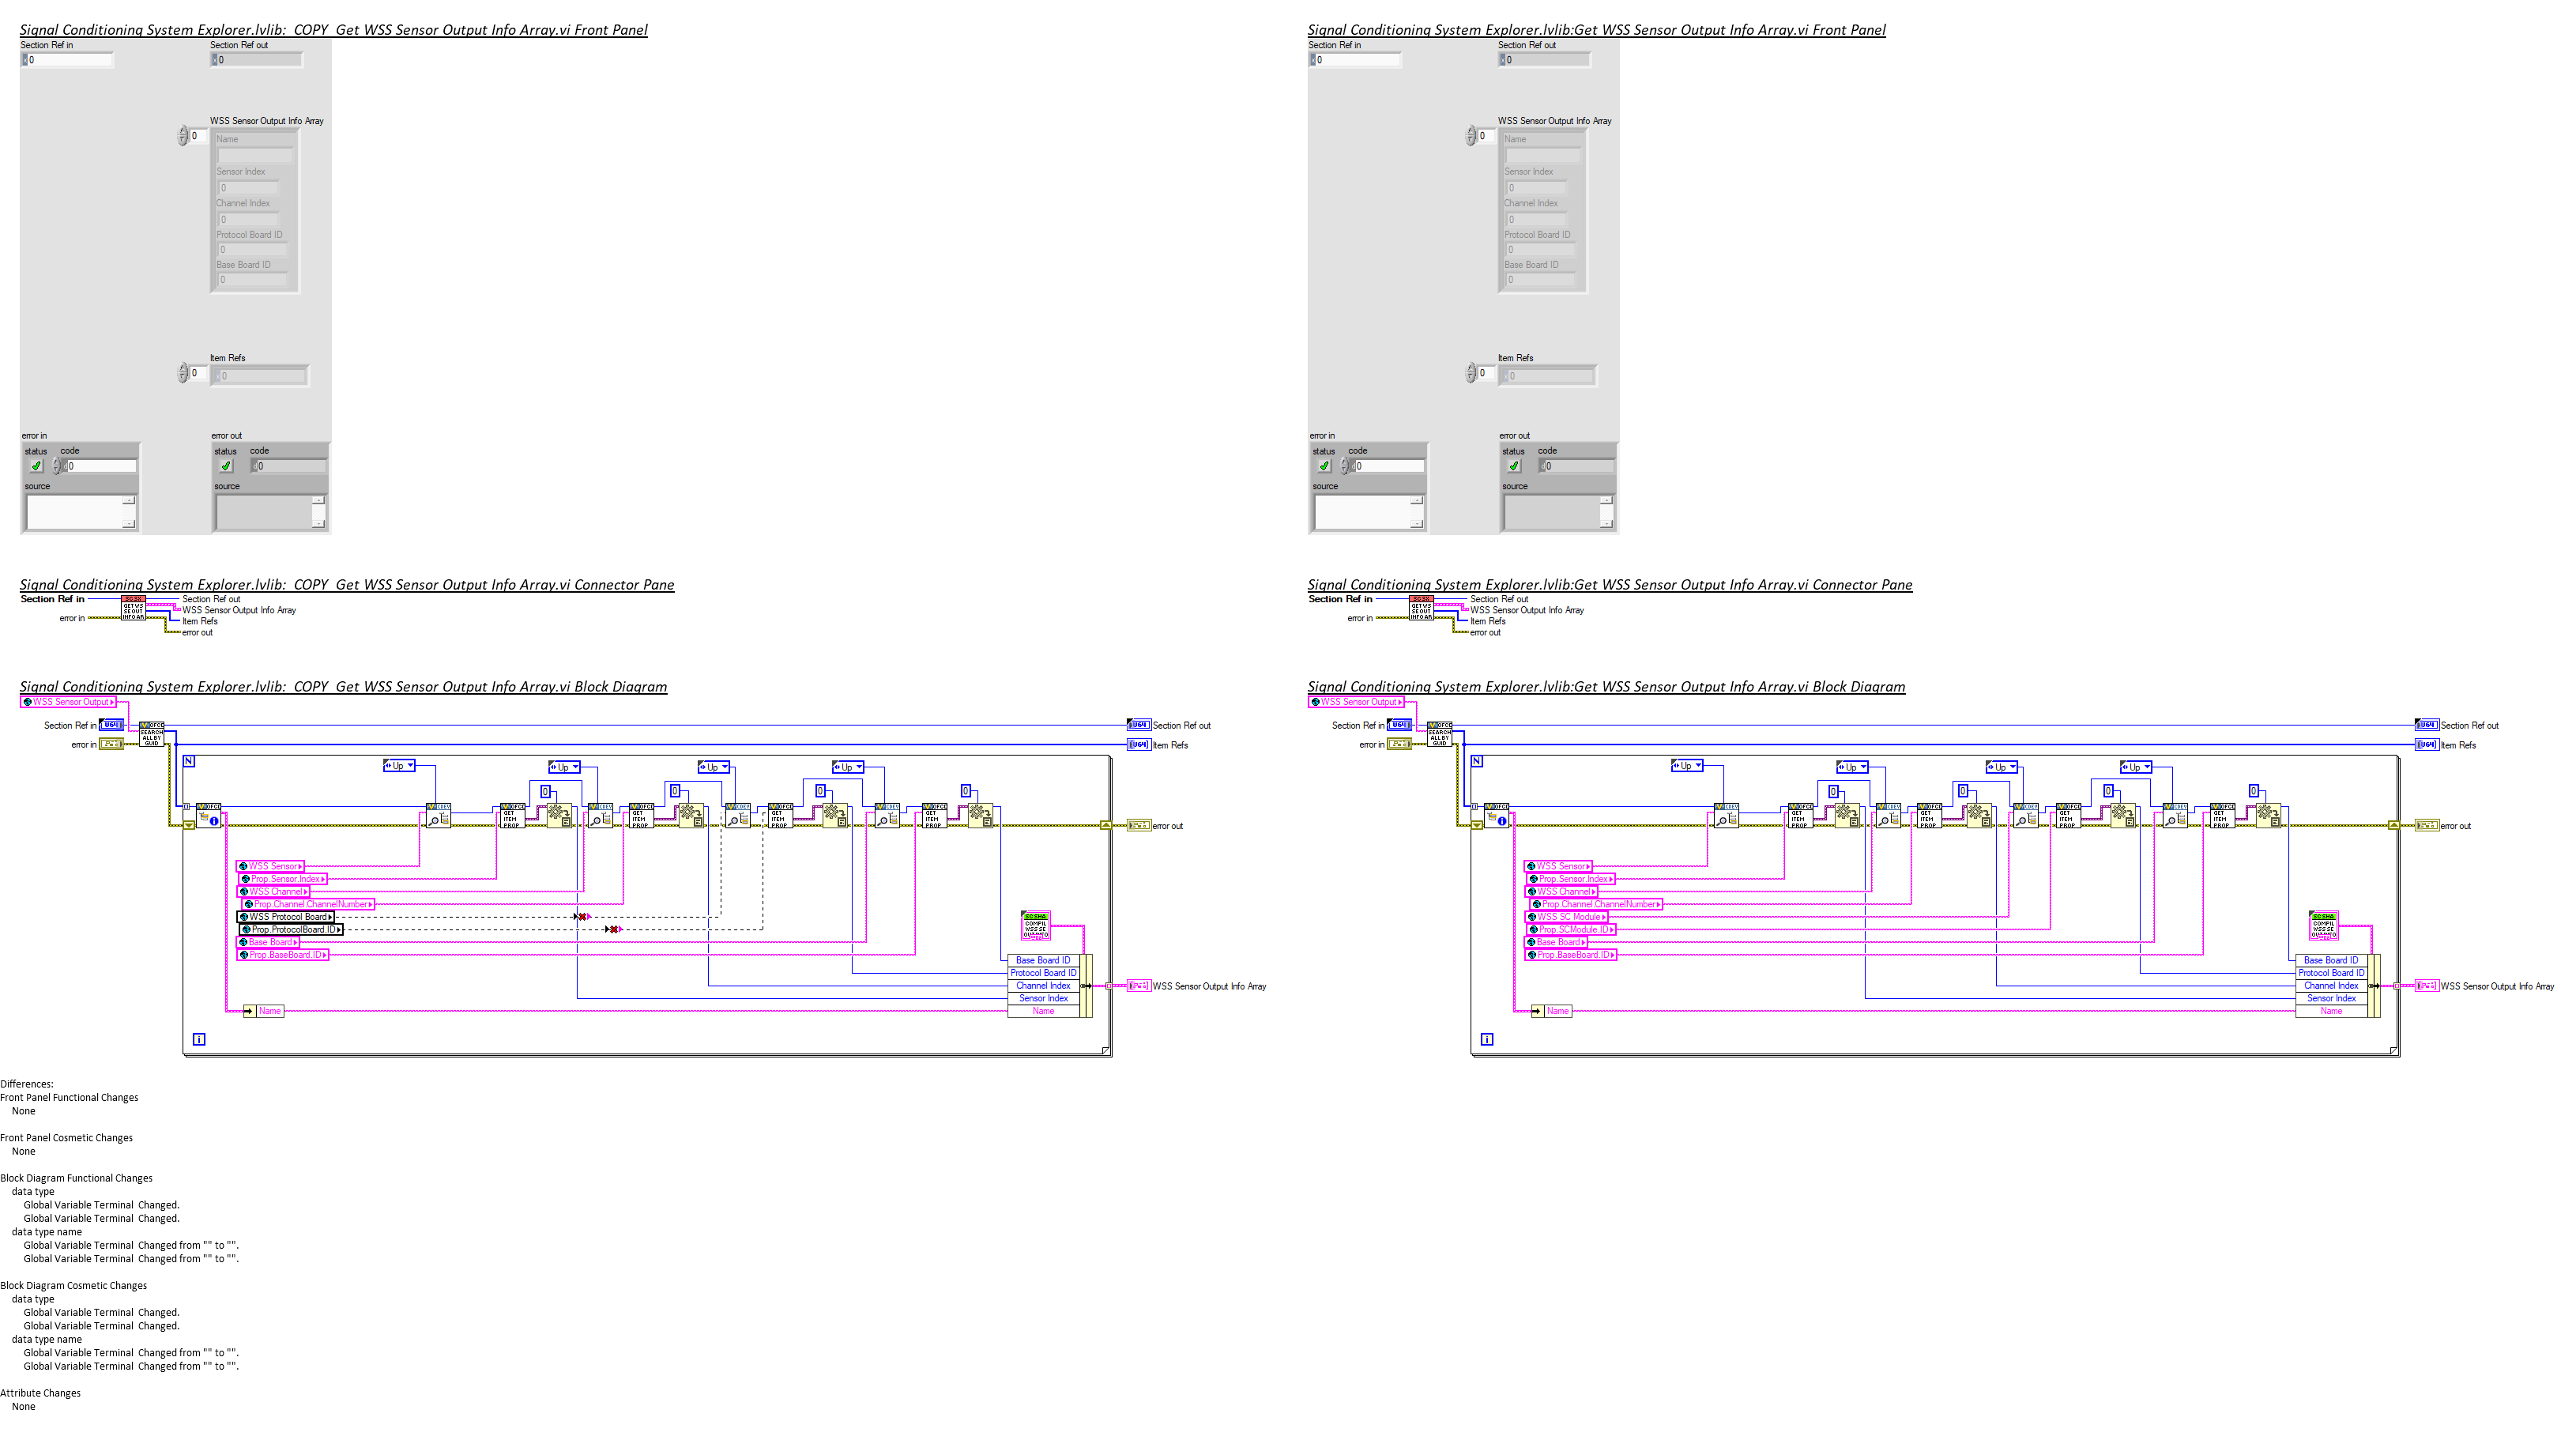 Signal Conditioning System Explorer.lvlib:  COPY  Get WSS Sensor Output Info Array.vi Front Panel
Section Ref in
Section Ref out
0
0
WSS Sensor Output Info Array
0
Name
Sensor Index
0
Channel Index
0
Protocol Board ID
0
Base Board ID
0
Item Refs
0
0
error in
error out
status
code
status
code
0
0
source
source
Signal Conditioning System Explorer.lvlib:Get WSS Sensor Output Info Array.vi Front Panel
Section Ref in
Section Ref out
0
0
WSS Sensor Output Info Array
0
Name
Sensor Index
0
Channel Index
0
Protocol Board ID
0
Base Board ID
0
Item Refs
0
0
error in
error out
status
code
status
code
0
0
source
source
Signal Conditioning System Explorer.lvlib:  COPY  Get WSS Sensor Output Info Array.vi Connector Pane
Section Ref in
Section Ref out
WSS Sensor Output Info Array
Item Refs
error in
error out
Signal Conditioning System Explorer.lvlib:Get WSS Sensor Output Info Array.vi Connector Pane
Section Ref in
Section Ref out
WSS Sensor Output Info Array
Item Refs
error in
error out
Signal Conditioning System Explorer.lvlib:  COPY  Get WSS Sensor Output Info Array.vi Block Diagram
WSS Sensor Output
Section Ref in
U64
SEARCH
ALL BY
GUID
U64
Section Ref out
error in
U64
Item Refs
N
Up
Up
Up
Up
0
0
0
0
GET
ITEM
PROP
GET
ITEM
PROP
GET
ITEM
PROP
GET
ITEM
PROP
error out
WSS Sensor
Prop.Sensor.Index
WSS Channel
Prop.Channel.ChannelNumber
WSS Protocol Board
Prop.ProtocolBoard.ID
Base Board
Prop.BaseBoard.ID
Base Board ID
Protocol Board ID
Channel Index
Sensor Index
Name
WSS Sensor Output Info Array
Name
i
Signal Conditioning System Explorer.lvlib:Get WSS Sensor Output Info Array.vi Block Diagram
WSS Sensor Output
Section Ref in
U64
SEARCH
ALL BY
GUID
U64
Section Ref out
error in
U64
Item Refs
N
Up
Up
Up
Up
0
0
0
0
GET
ITEM
PROP
GET
ITEM
PROP
GET
ITEM
PROP
GET
ITEM
PROP
error out
WSS Sensor
Prop.Sensor.Index
WSS Channel
Prop.Channel.ChannelNumber
WSS SC Module
Prop.SCModule.ID
Base Board
Prop.BaseBoard.ID
Base Board ID
Protocol Board ID
Channel Index
Sensor Index
Name
WSS Sensor Output Info Array
Name
i
Differences:
Front Panel Functional Changes
None
Front Panel Cosmetic Changes
None
Block Diagram Functional Changes
data type
Global Variable Terminal  Changed.
Global Variable Terminal  Changed.
data type name
Global Variable Terminal  Changed from "" to "".
Global Variable Terminal  Changed from "" to "".
Block Diagram Cosmetic Changes
data type
Global Variable Terminal  Changed.
Global Variable Terminal  Changed.
data type name
Global Variable Terminal  Changed from "" to "".
Global Variable Terminal  Changed from "" to "".
Attribute Changes
None